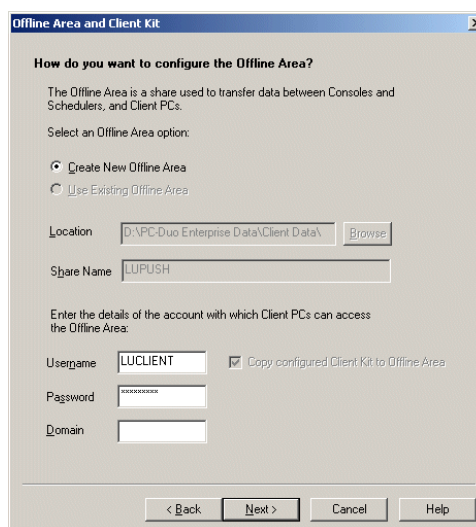 Offline Area and Client Kit
How do you want to configure the Offline Area?
The Offline Area is a share used to transfer data between Consoles and
Schedulers, and Client PCs.
Select an Offline Area option:
Create New Offline Area
Use Existing Offline Area
Location D:\PC-Duo Enterprise Data\Client Data\ Browse
Share Name LUPUSH
Enter the details of the account with which Client PCs can access
the Offline Area:
Username LUCLIENT Copy configured Client Kit to Offline Area
Password xxxxxxxxx
Domain
< Back Next > Cancel Help